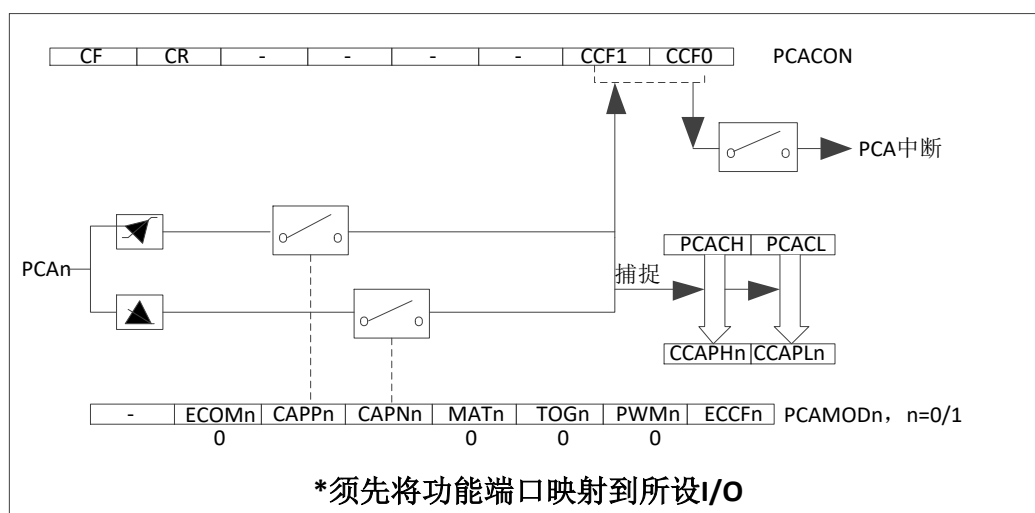 CF CR - - - - CCF1 CCF0 PCACON
PCA中断
PCACH PCACL
PCAn
捕捉
CCAPHn CCAPLn
- ECOMn CAPPn CAPNn MATn TOGn PWMn ECCFn PCAMODn，n=0/1
0 0 0 0
*须先将功能端口映射到所设I/O